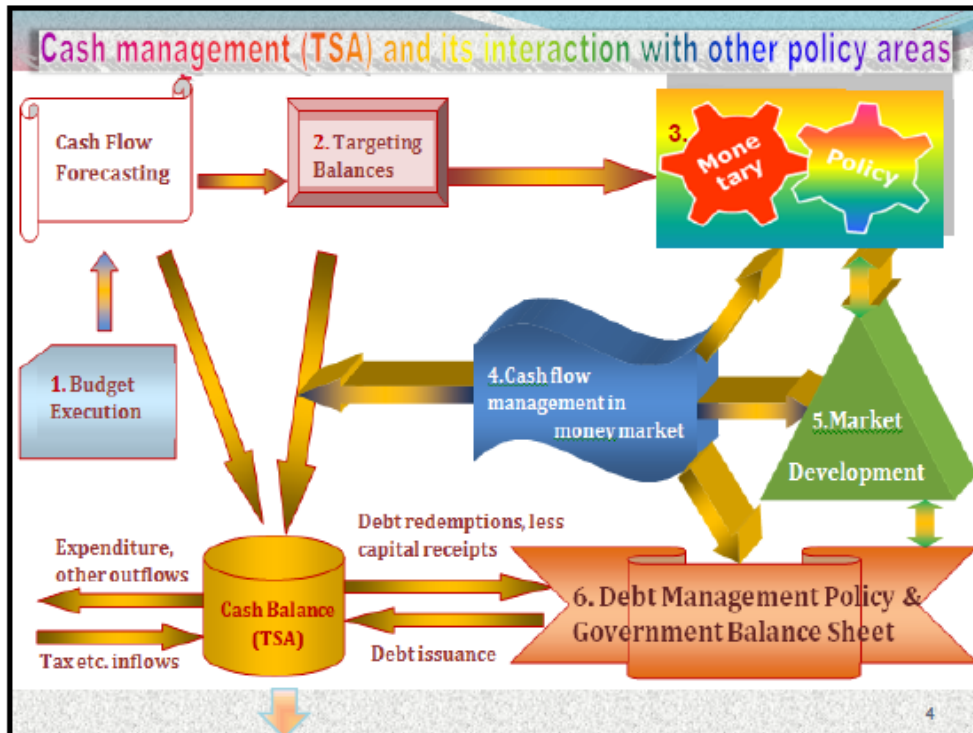 Cash management (TSA) and its interaction with other policy areas
Cash Flow
Forecasting
2. Targeting
Balances
3.
Mone
tary
Policy
1. Budget
Execution
4.Cash flow
management in
money market
5.Market
Development
Expenditure,
other outflows
Debt redemptions, less
capital receipts
Cash Balance
(TSA)
Tax etc. inflows
Debt issuance
6. Debt Management Policy &
Government Balance Sheet
4